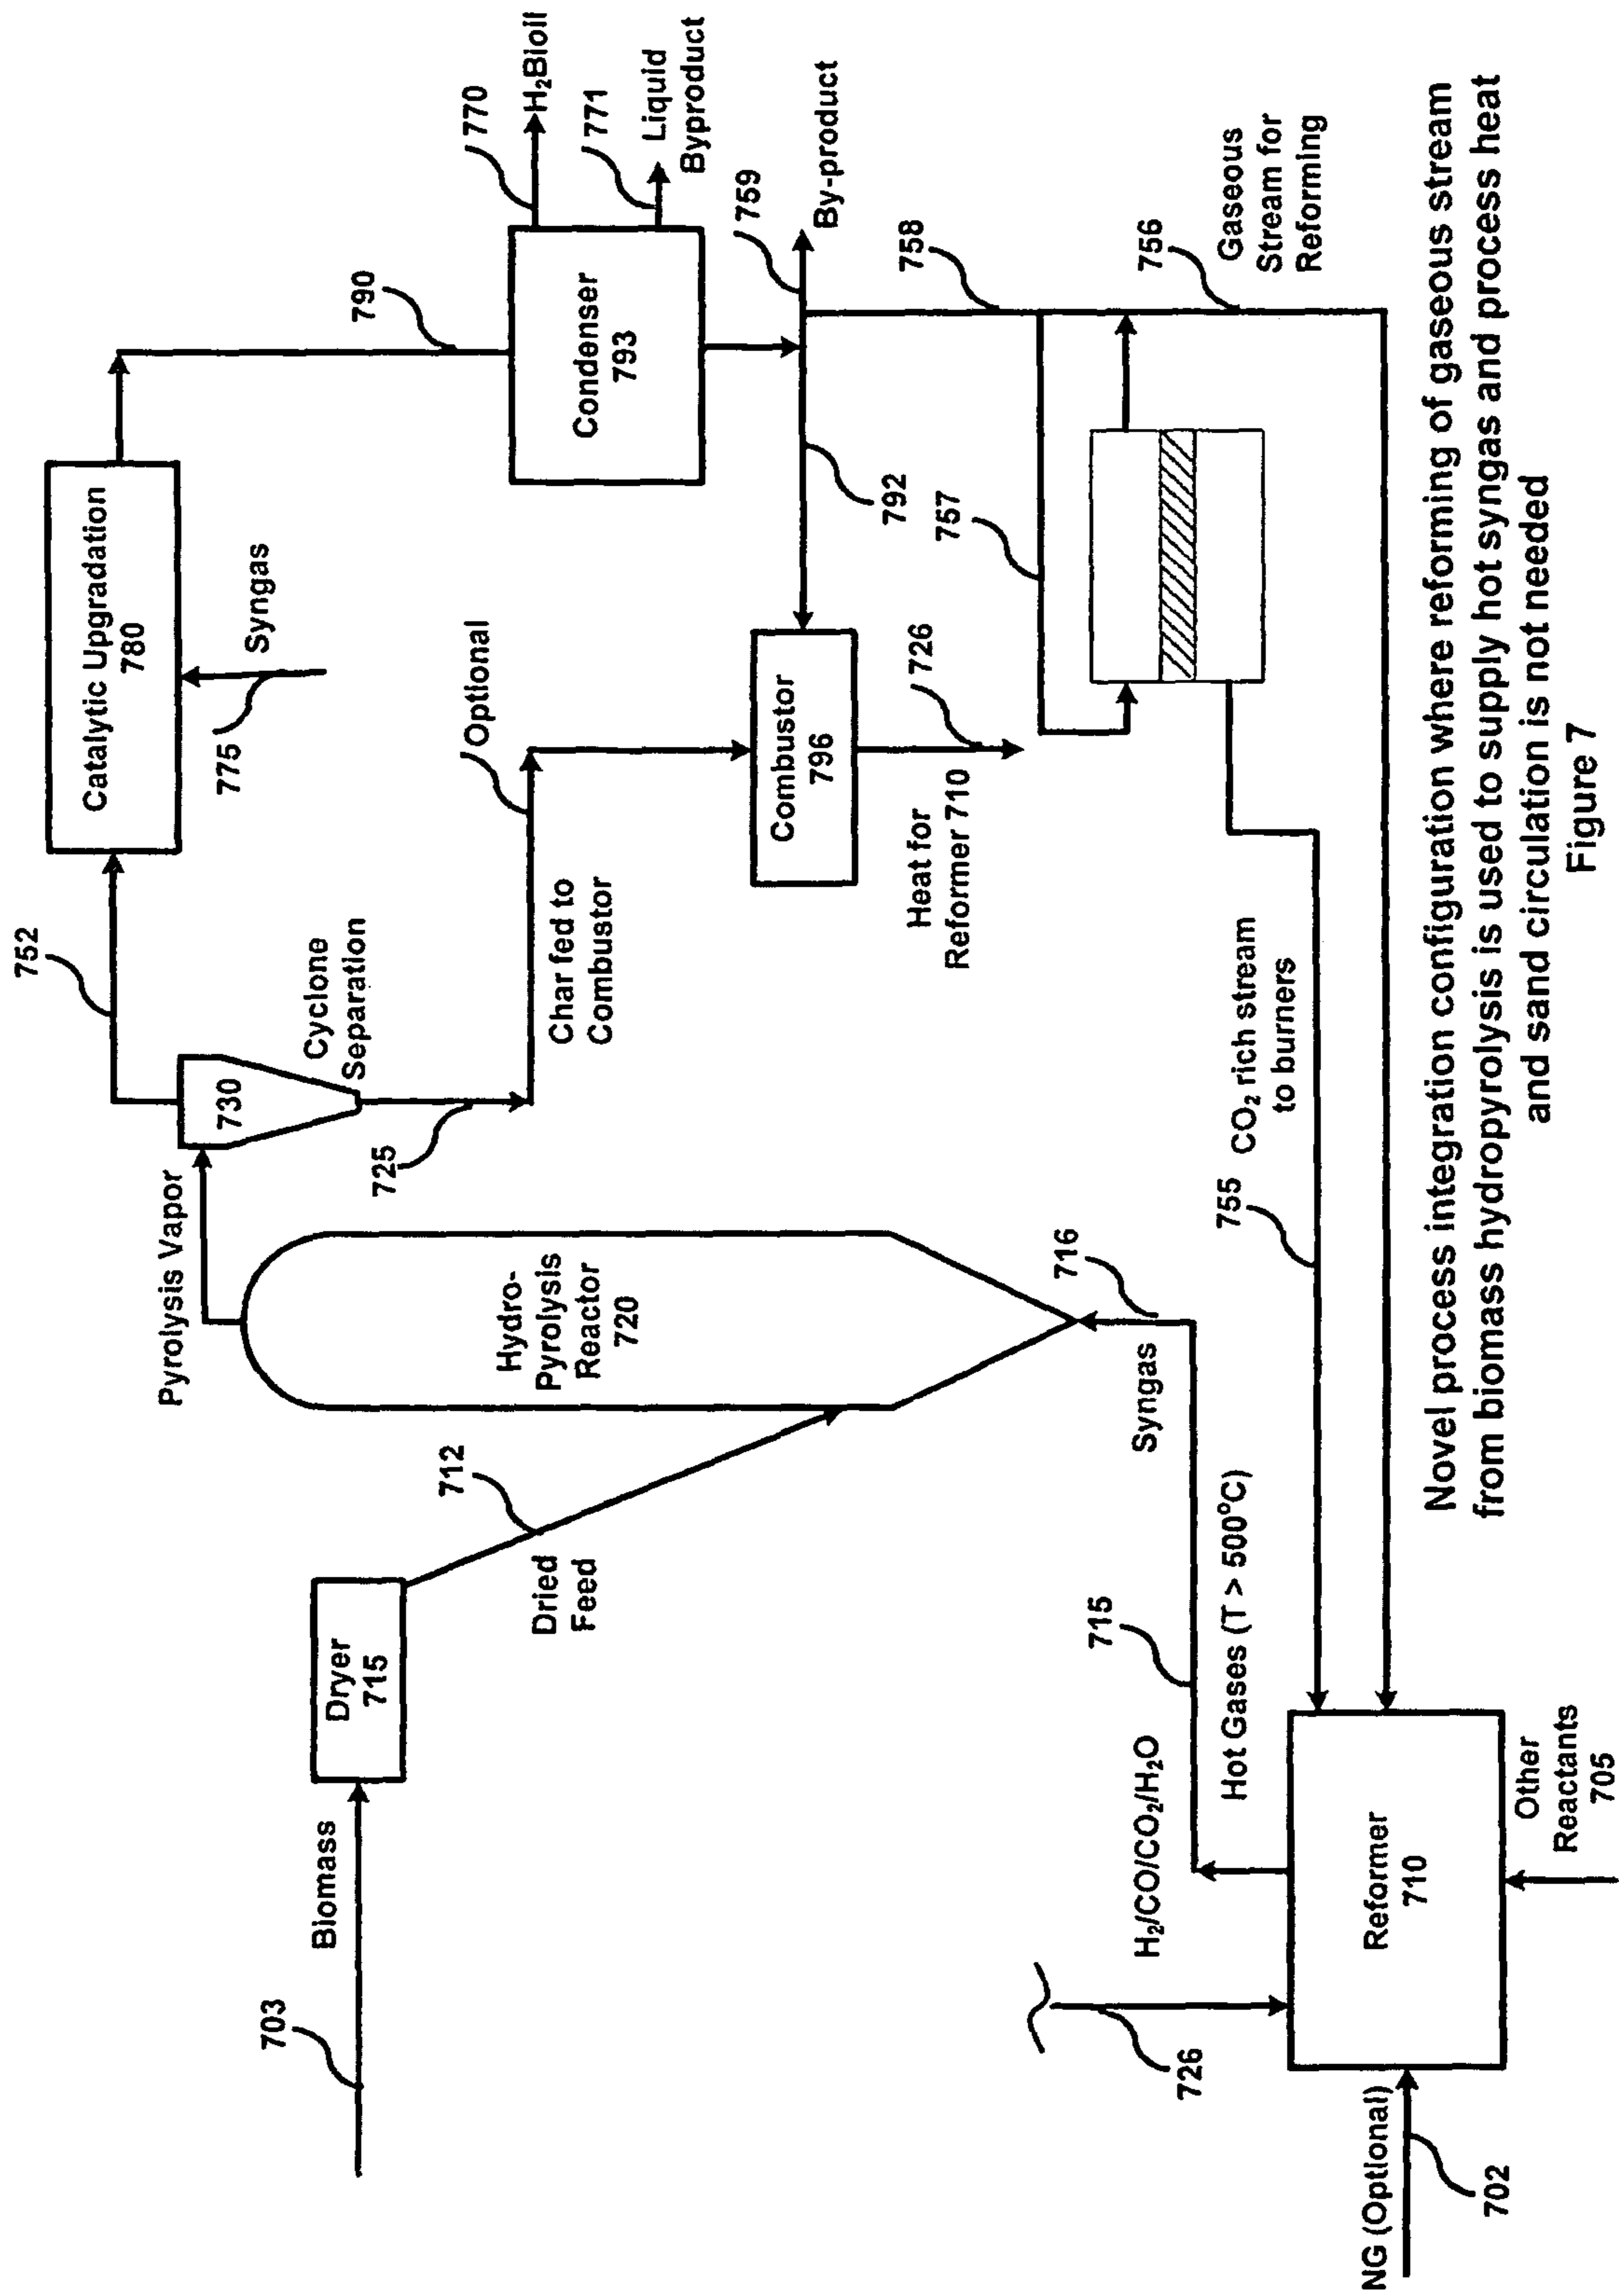 703
Biomass
Dryer
715
712
Dried
Feed
Pyrolysis Vapor
Hydro-
Pyrolysis
Reactor
720
752
730
Cyclone
Separation
725
Char fed to
Combustor
Optional
Catalytic Upgradation
780
775
Syngas
790
Condenser
793
770
H₂Bioil
771
Liquid
Byproduct
759
By-product
792
758
757
756
Gaseous
Stream for
Reforming
Combustor
796
726
Heat for
Reformer 710
CO₂ rich stream
to burners
755
716
Syngas
715
Hot Gases (T > 500°C)
H₂/CO/CO₂/H₂O
726
Reformer
710
NG (Optional)
702
Other
Reactants
705
Novel process integration configuration where reforming of gaseous stream
from biomass hydropyrolysis is used to supply hot syngas and process heat
and sand circulation is not needed
Figure 7